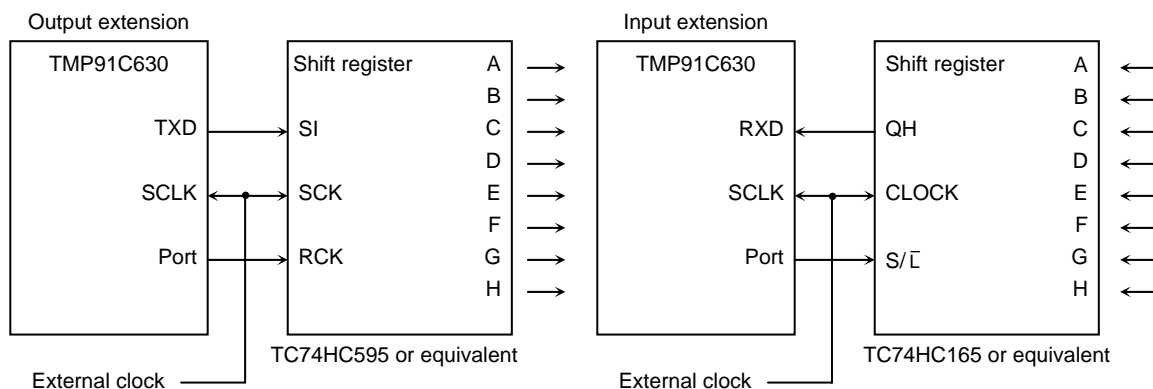 Output extension
TMP91C630
TXD
SCLK
Port
Shift register
SI
SCK
RCK
A
B
C
D
E
F
G
H
TC74HC595 or equivalent
External clock
Input extension
TMP91C630
RXD
SCLK
Port
Shift register
QH
CLOCK
S/L̅
A
B
C
D
E
F
G
H
TC74HC165 or equivalent
External clock